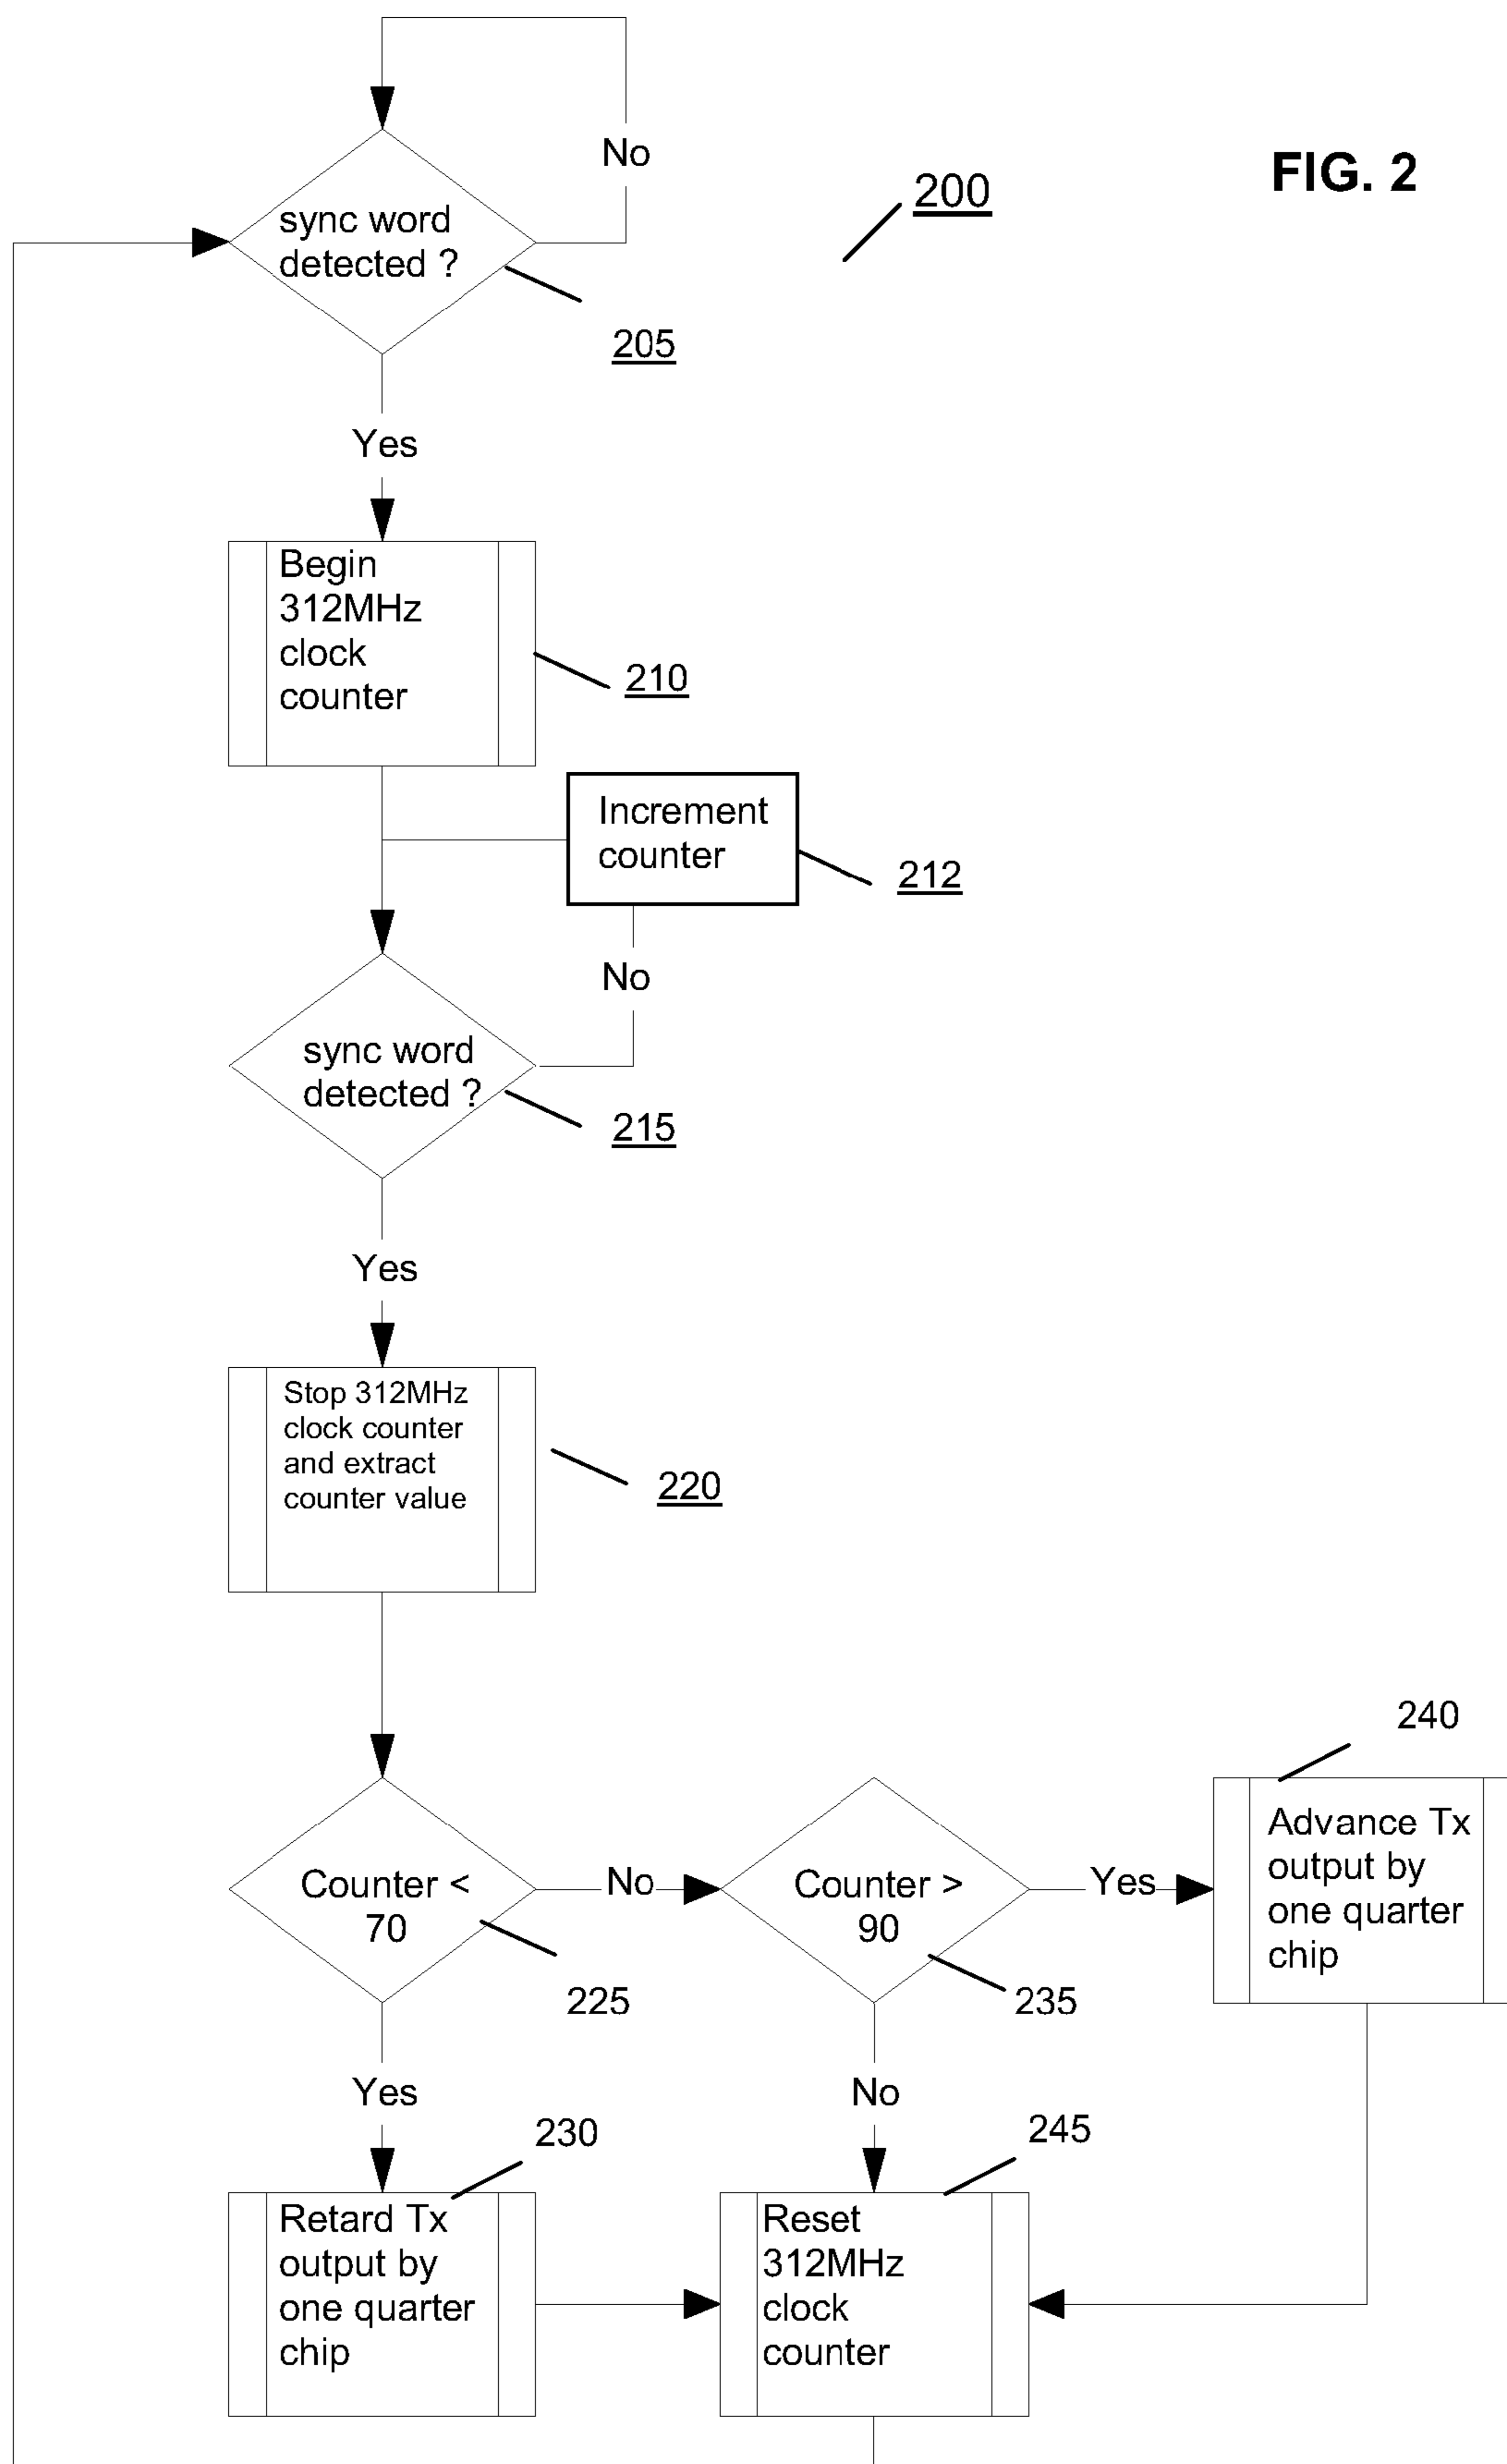 No
FIG. 2
200
sync word
detected ?
205
Yes
Begin
312MHz
clock
counter
210
Increment
counter
212
No
sync word
detected ?
215
Yes
Stop 312MHz
clock counter
and extract
counter value
220
240
Counter <
70
No
Counter >
90
Yes
Advance Tx
output by
one quarter
chip
225
235
Yes
No
230
245
Retard Tx
output by
one quarter
chip
Reset
312MHz
clock
counter